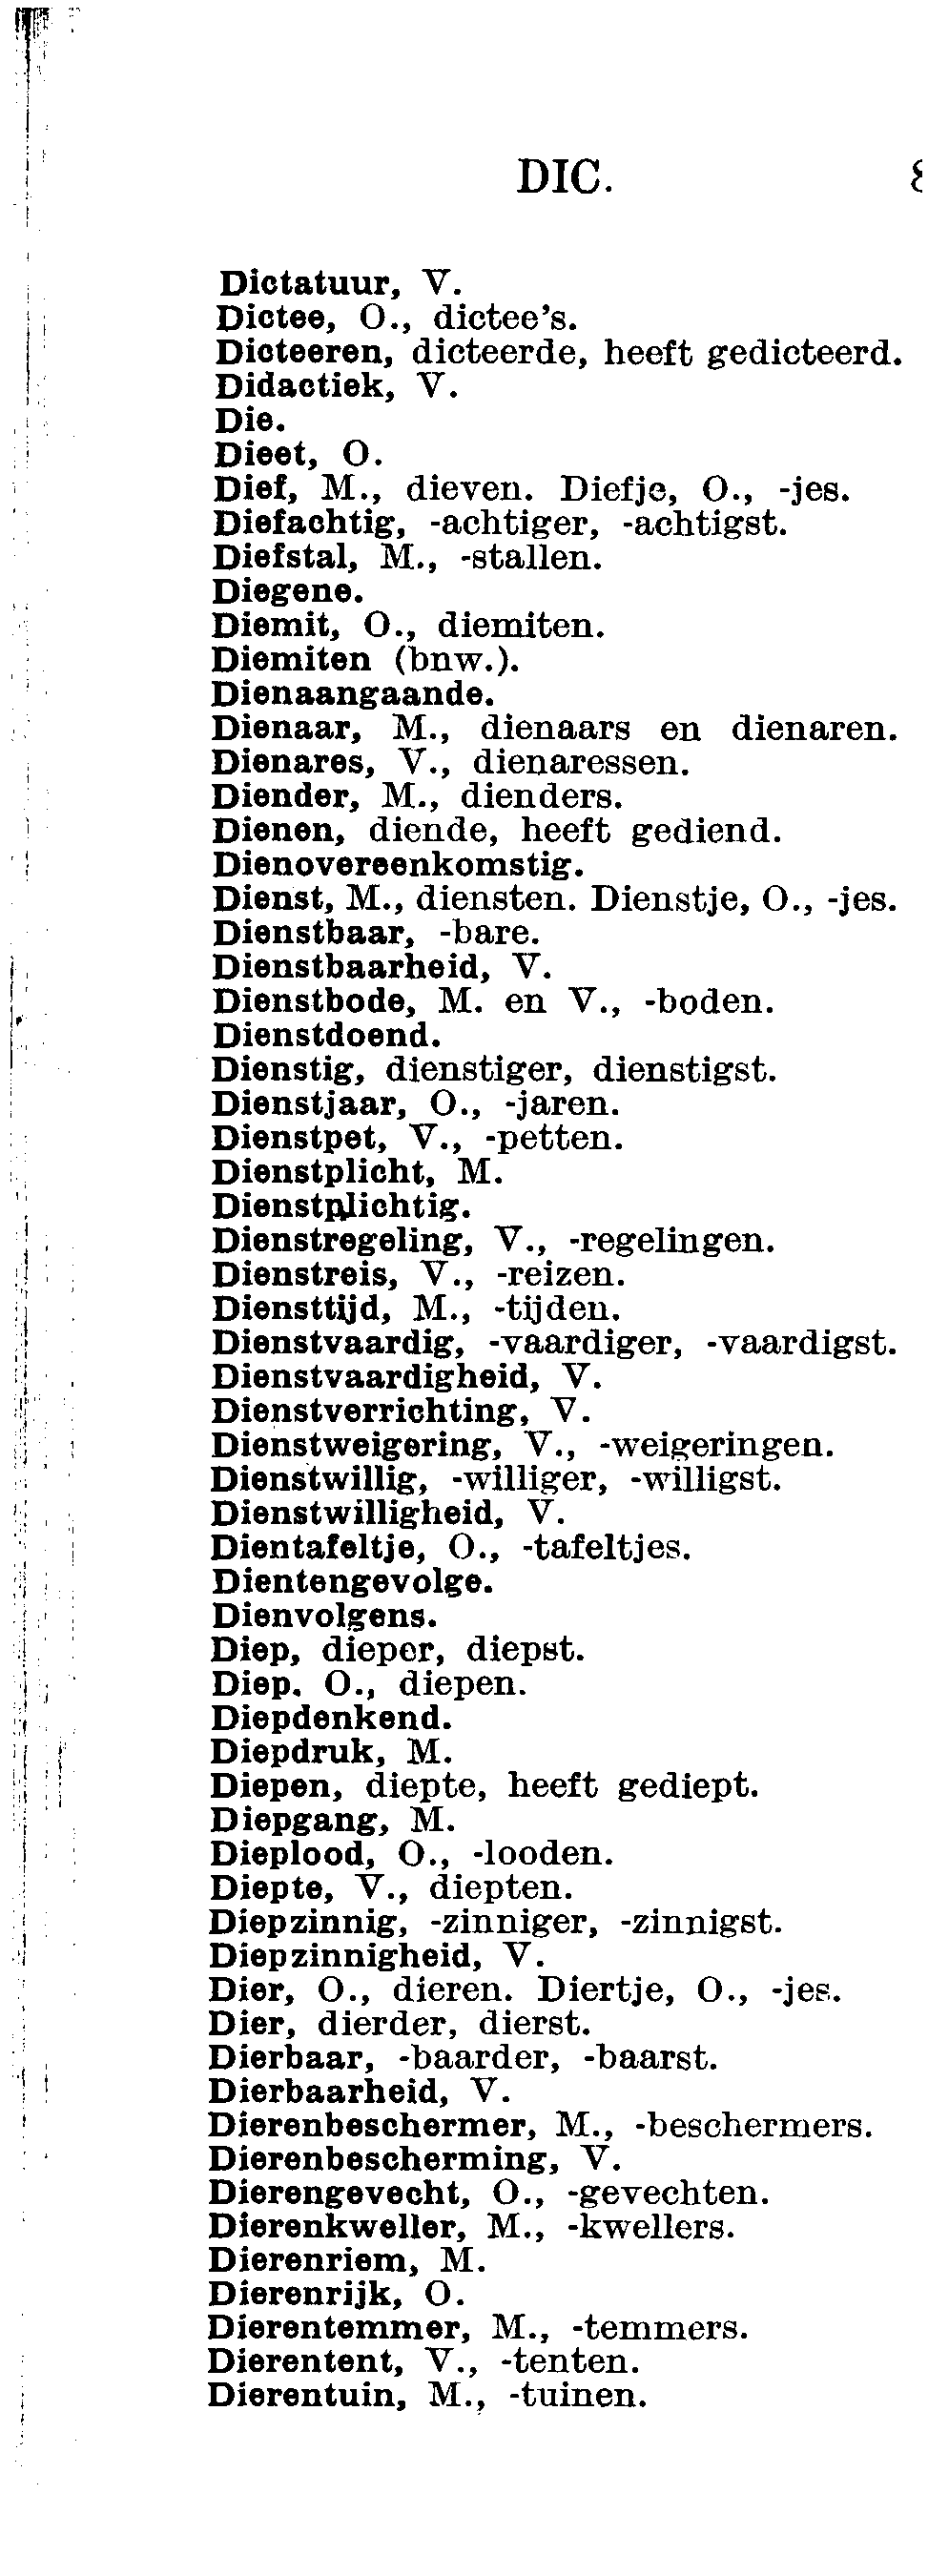 DIC.
Dictatuur, V.
Dictee, O., dictee's.
Dicteeren, dicteerde, heeft gedicteerd.
Didactiek, V.
Die.
Dieet, O.
Dief, M., dieven. Diefje, O., -jes.
Diefachtig, -achtiger, -achtigst.
Diefstal, M., -stallen.
Diegene.
Diemit, O., diemiten.
Diemiten (bnw.).
Dienaangaande.
Dienaar, M., dienaars en dienaren.
Dienares, V., dienaressen.
Diender, M., dienders.
Dienen, diende, heeft gediend.
Dienovereenkomstig.
Dienst, M., diensten. Dienstje, O., -jes.
Dienstbaar, -bare.
Dienstbaarheid, V.
Dienstbode, M. en V., -boden.
Dienstdoend.
Dienstig, dienstiger, dienstigst.
Dienstjaar, O., -jaren.
Dienstpet, V., -petten.
Dienstplicht, M.
Dienstplichtig.
Dienstregeling, V., -regelingen.
Dienstreis, V., -reizen.
Diensttijd, M., -tijden.
Dienstvaardig, -vaardiger, -vaardigst.
Dienstvaardigheid, V.
Dienstverrichting, V.
Dienstweigering, V., -weigeringen.
Dienstwillig, -williger, -willigst.
Dienstwilligheid, V.
Dientafeltje, O., -tafeltjes.
Dientengevolge.
Dienvolgens.
Diep, dieper, diepst.
Diep. O., diepen.
Diepdenkend.
Diepdruk, M.
Diepen, diepte, heeft gediept.
Diepgang, M.
Dieplood, O., -looden.
Diepte, V., diepten.
Diepzinnig, -zinniger, -zinnigst.
Diepzinnigheid, V.
Dier, O., dieren. Diertje, O., -jes.
Dier, dierder, dierst.
Dierbaar, -baarder, -baarst.
Dierbaarheid, V.
Dierenbeschermer, M., -beschermers.
Dierenbescherming, V.
Dierengevecht, O., -gevechten.
Dierenkweller, M., -kwellers.
Dierenriem, M.
Dierenrijk, O.
Dierentemmer, M., -temmers.
Dierentent, V., -tenten.
Dierentuin, M., -tuinen.